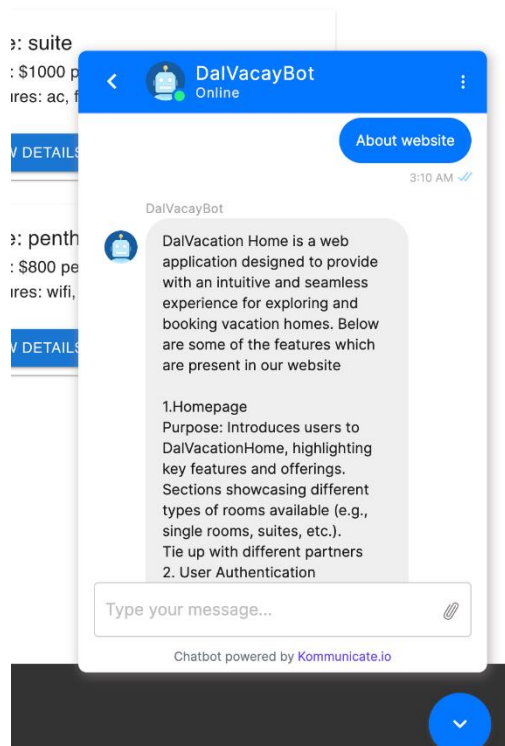 e: suite
: $1000 p
ures: ac, f
W DETAILS
e: penth
: $800 pe
ures: wifi,
W DETAILS
DalVacayBot
Online
About website
3:10 AM
DalVacayBot
DalVacation Home is a web
application designed to provide
with an intuitive and seamless
experience for exploring and
booking vacation homes. Below
are some of the features which
are present in our website
1.Homepage
Purpose: Introduces users to
DalVacationHome, highlighting
key features and offerings.
Sections showcasing different
types of rooms available (e.g.,
single rooms, suites, etc.).
Tie up with different partners
2. User Authentication
Type your message...
Chatbot powered by Kommunicate.io